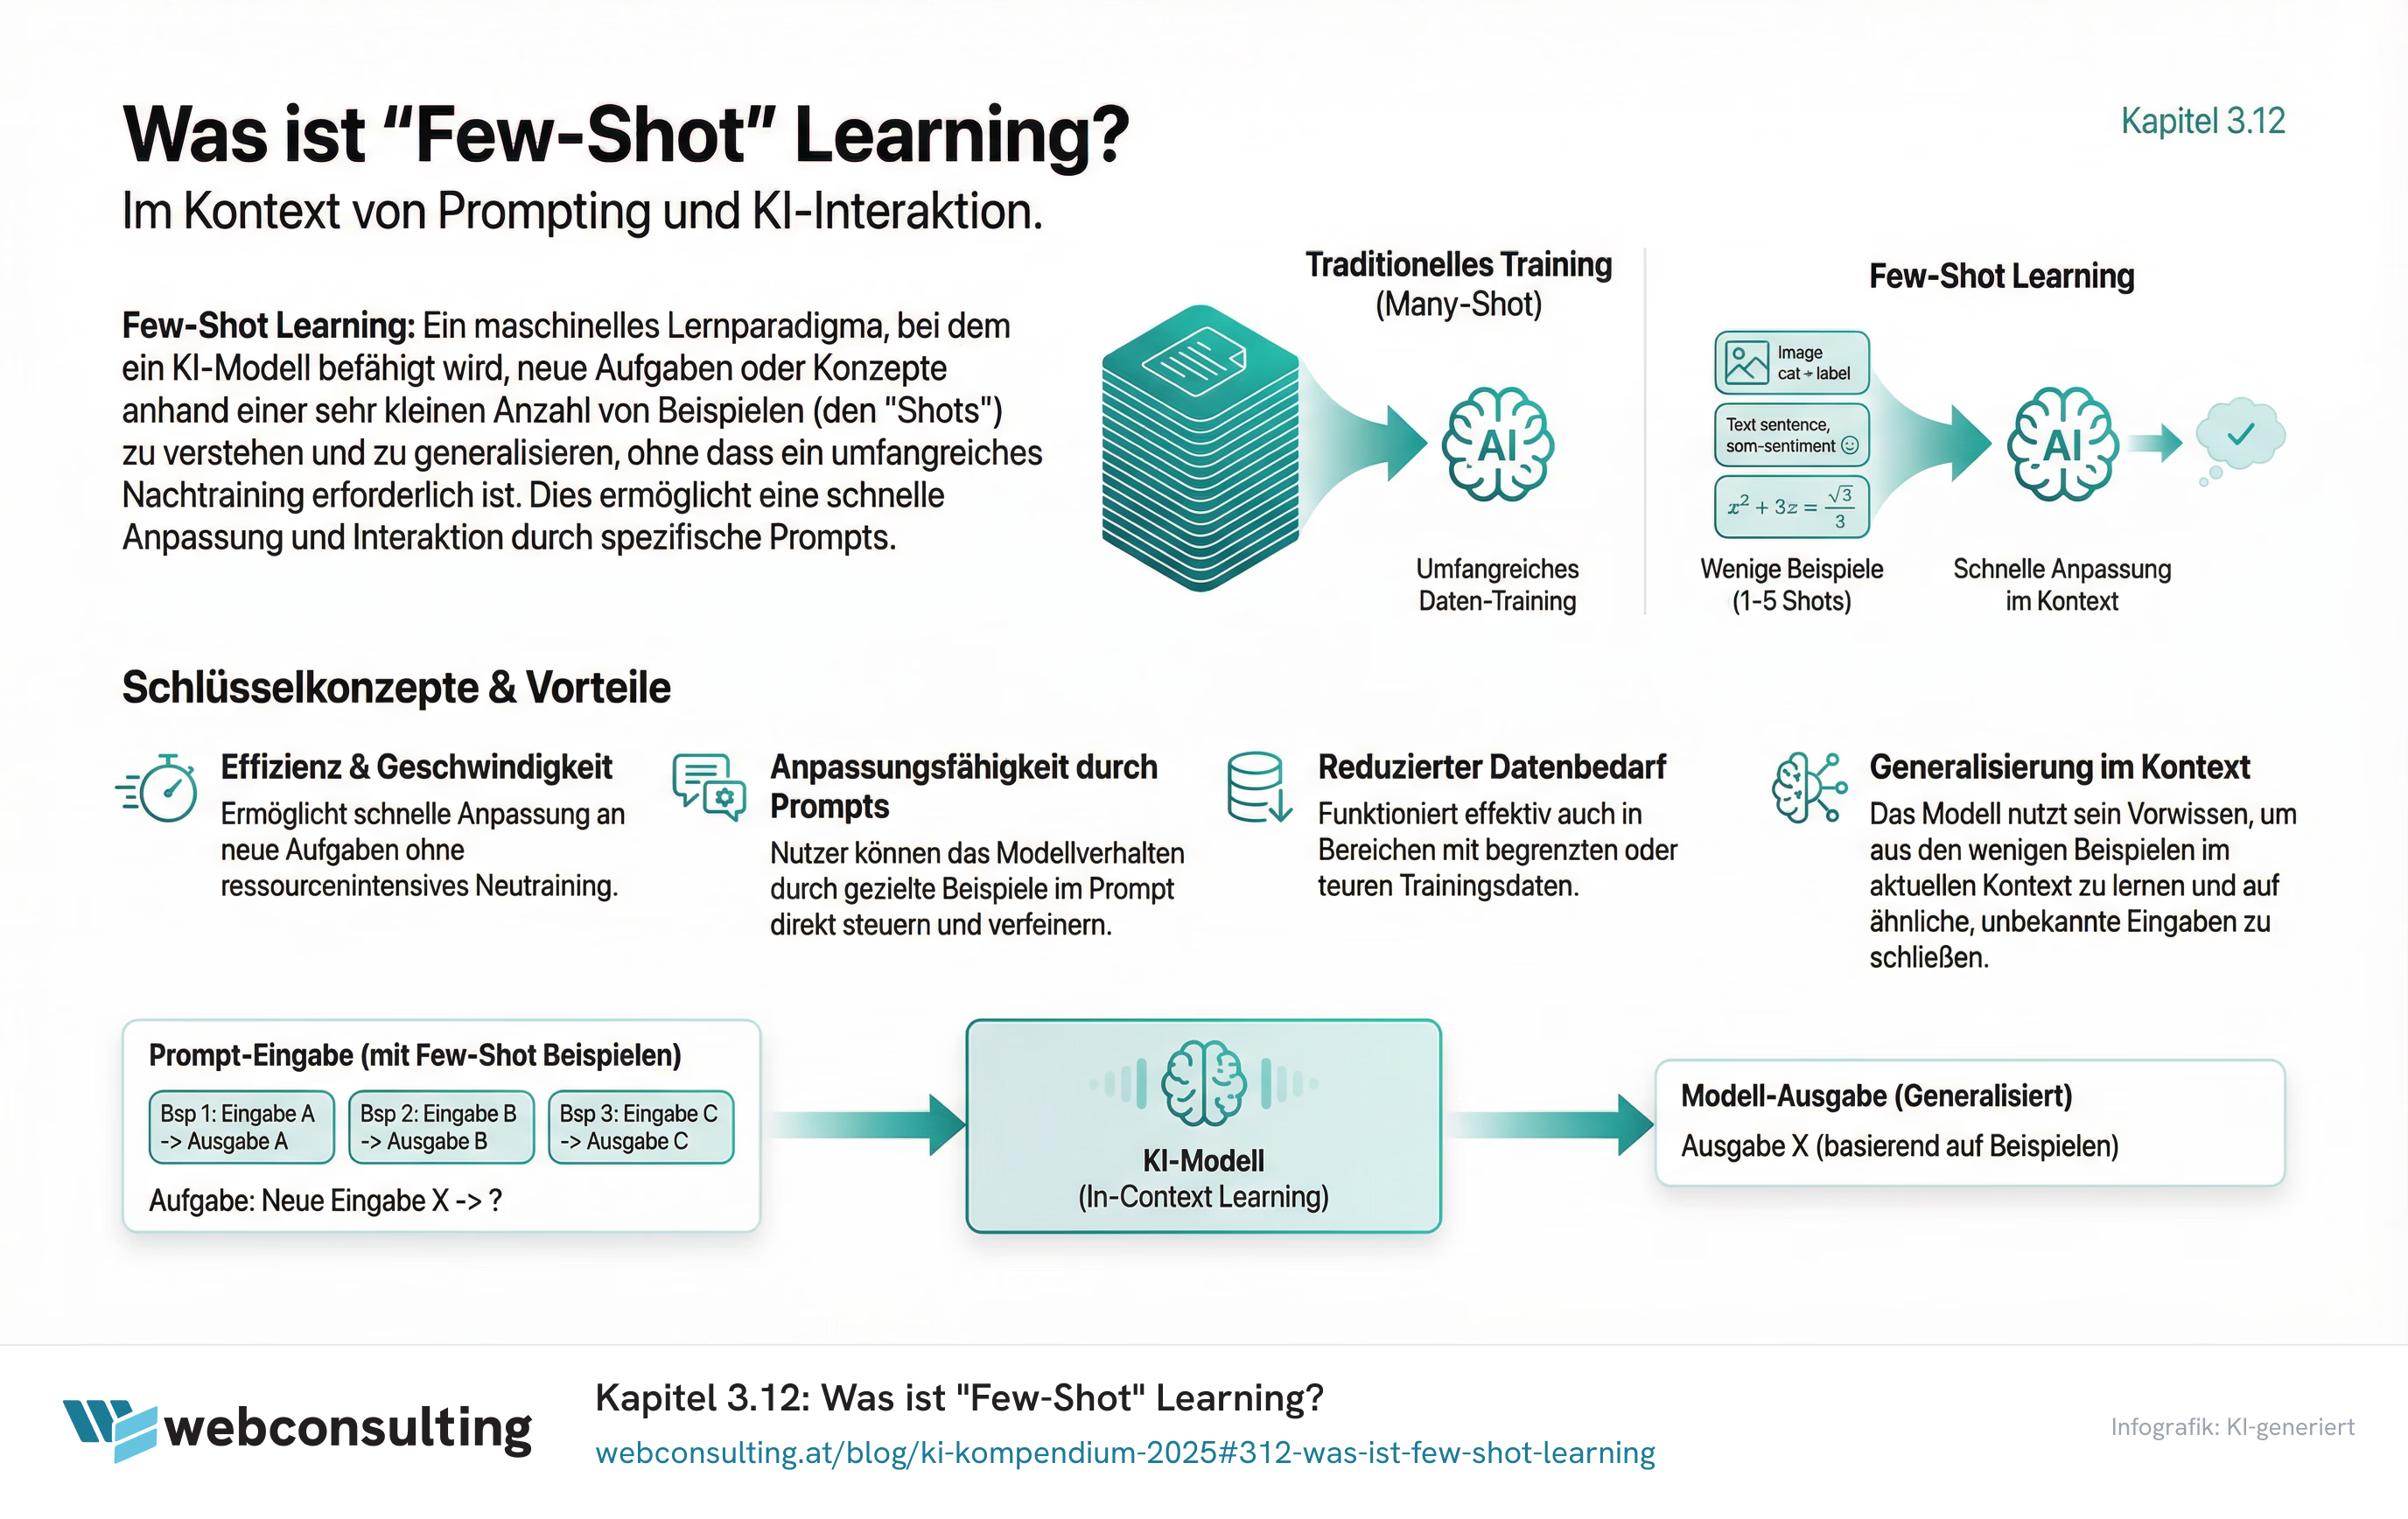 Was ist “Few-Shot” Learning?
Kapitel 3.12
Im Kontext von Prompting und KI-Interaktion.
Few-Shot Learning: Ein maschinelles Lernparadigma, bei dem
ein KI-Modell befähigt wird, neue Aufgaben oder Konzepte
anhand einer sehr kleinen Anzahl von Beispielen (den "Shots")
zu verstehen und zu generalisieren, ohne dass ein umfangreiches
Nachtraining erforderlich ist. Dies ermöglicht eine schnelle
Anpassung und Interaktion durch spezifische Prompts.
Traditionelles Training
(Many-Shot)
AI
Umfangreiches
Daten-Training
Few-Shot Learning
Image
cat → label
Text sentence,
som-sentiment
x² + 3z = √3/3
AI
Wenige Beispiele
(1-5 Shots)
Schnelle Anpassung
im Kontext
Schlüsselkonzepte & Vorteile
Effizienz & Geschwindigkeit
Ermöglicht schnelle Anpassung an
neue Aufgaben ohne
ressourcenintensives Neutraining.
Anpassungsfähigkeit durch
Prompts
Nutzer können das Modellverhalten
durch gezielte Beispiele im Prompt
direkt steuern und verfeinern.
Reduzierter Datenbedarf
Funktioniert effektiv auch in
Bereichen mit begrenzten oder
teuren Trainingsdaten.
Generalisierung im Kontext
Das Modell nutzt sein Vorwissen, um
aus den wenigen Beispielen im
aktuellen Kontext zu lernen und auf
ähnliche, unbekannte Eingaben zu
schließen.
Prompt-Eingabe (mit Few-Shot Beispielen)
Bsp 1: Eingabe A
-> Ausgabe A
Bsp 2: Eingabe B
-> Ausgabe B
Bsp 3: Eingabe C
-> Ausgabe C
Aufgabe: Neue Eingabe X -> ?
KI-Modell
(In-Context Learning)
Modell-Ausgabe (Generalisiert)
Ausgabe X (basierend auf Beispielen)
webconsulting
Kapitel 3.12: Was ist "Few-Shot" Learning?
webconsulting.at/blog/ki-kompendium-2025#312-was-ist-few-shot-learning
Infografik: KI-generiert